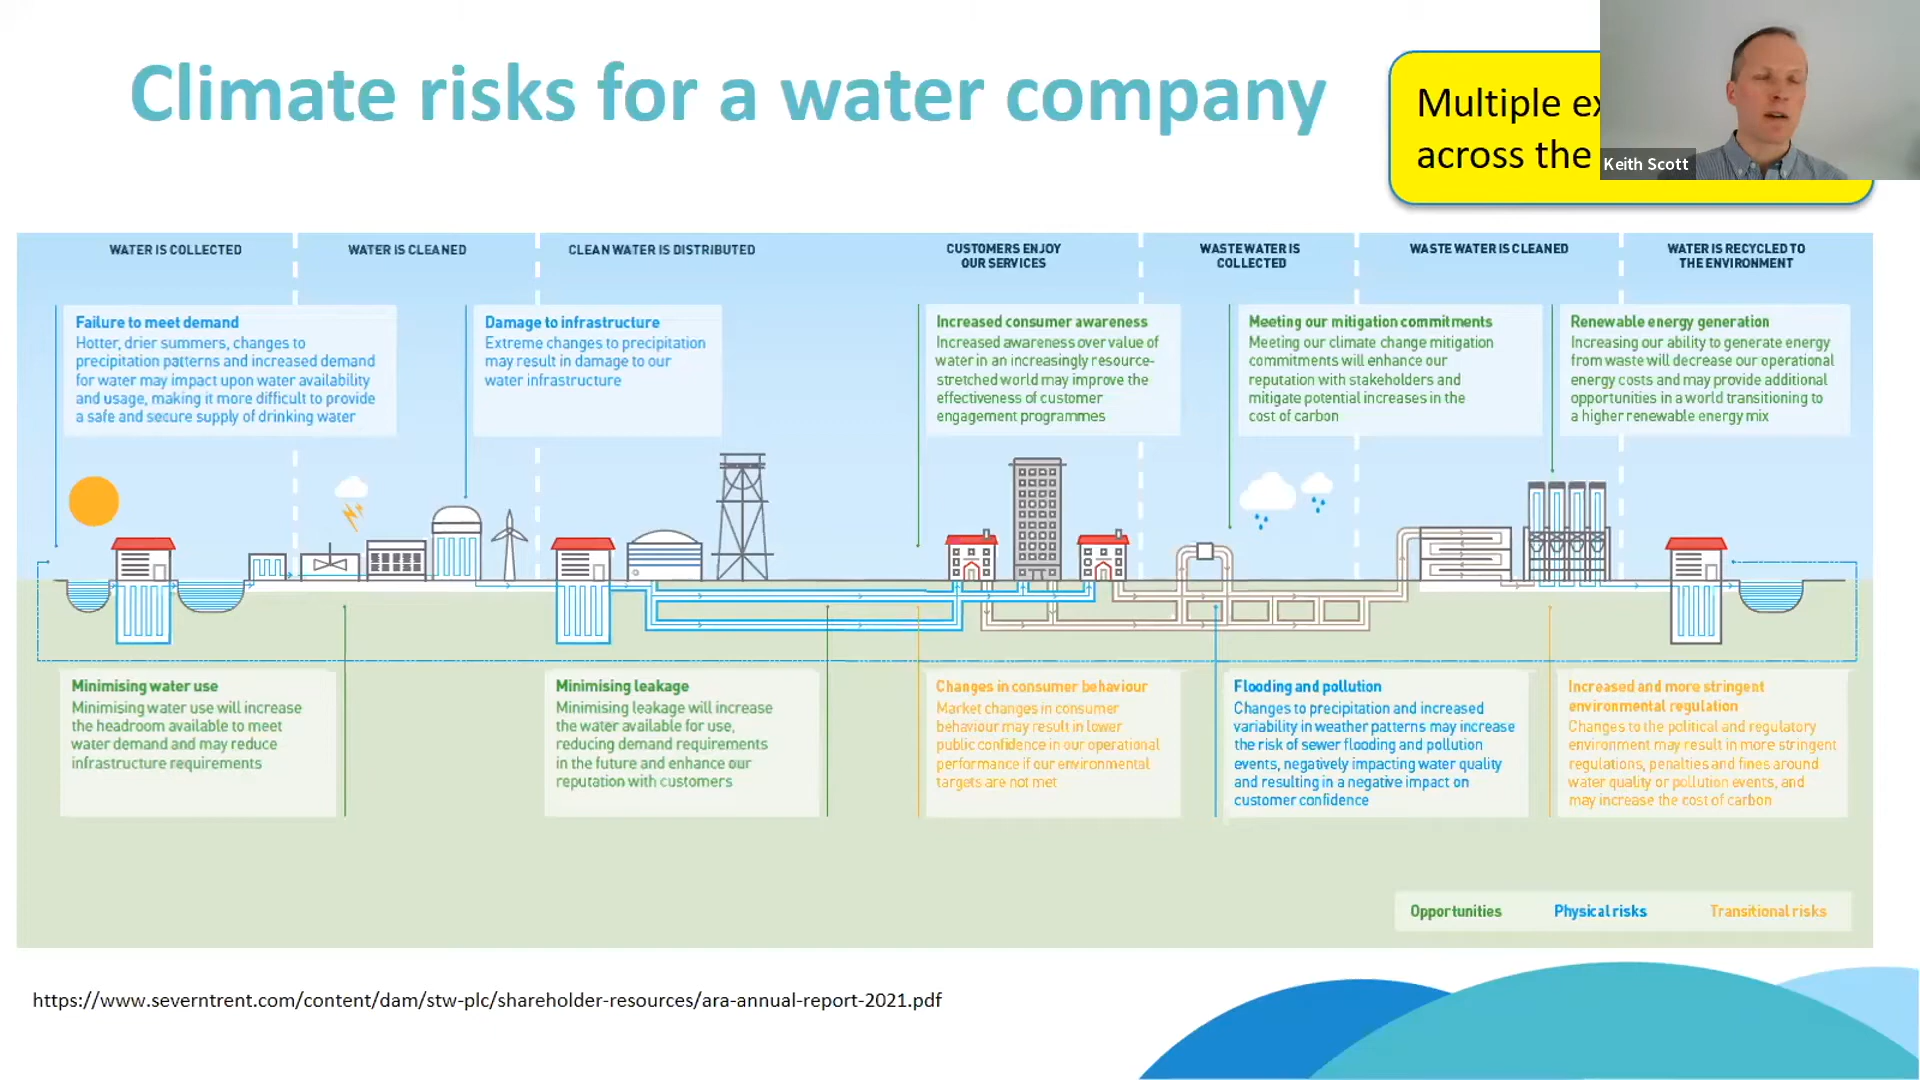 Climate risks for a water company
Multiple
across the
Keith Scott
WATER IS COLLECTED
WATER IS CLEANED
CLEAN WATER IS DISTRIBUTED
CUSTOMERS ENJOY
OUR SERVICES
WASTE WATER IS
COLLECTED
WASTE WATER IS CLEANED
WATER IS RECYCLED TO
THE ENVIRONMENT
Failure to meet demand
Hotter, drier summers, changes to
precipitation patterns and increased demand
for water may impact upon water availability
and usage, making it more difficult to provide
a safe and secure supply of drinking water
Damage to infrastructure
Extreme changes to precipitation
may result in damage to our
water infrastructure
Increased consumer awareness
Increased awareness over value of
water in an increasingly resource-
stretched world may improve the
effectiveness of customer
engagement programmes
Meeting our mitigation commitments
Meeting our climate change mitigation
commitments will enhance our
reputation with stakeholders and
mitigate potential increases in the
cost of carbon
Renewable energy generation
Increasing our ability to generate energy
from waste will decrease our operational
energy costs and may provide additional
opportunities in a world transitioning to
a higher renewable energy mix
Minimising water use
Minimising water use will increase
the headroom available to meet
water demand and may reduce
infrastructure requirements
Minimising leakage
Minimising leakage will increase
the water available for use,
reducing demand requirements
in the future and enhance our
reputation with customers
Changes in consumer behaviour
Market changes in consumer
behaviour may result in lower
public confidence in our operational
performance if our environmental
targets are not met
Flooding and pollution
Changes to precipitation and increased
variability in weather patterns may increase
the risk of sewer flooding and pollution
events, negatively impacting water quality
and resulting in a negative impact on
customer confidence
Increased and more stringent
environmental regulation
Changes to the political and regulatory
environment may result in more stringent
regulations, penalties and fines around
water quality or pollution events, and
may increase the cost of carbon
Opportunities
Physical risks
Transitional risks
https://www.severntrent.com/content/dam/stw-plc/shareholder-resources/ara-annual-report-2021.pdf